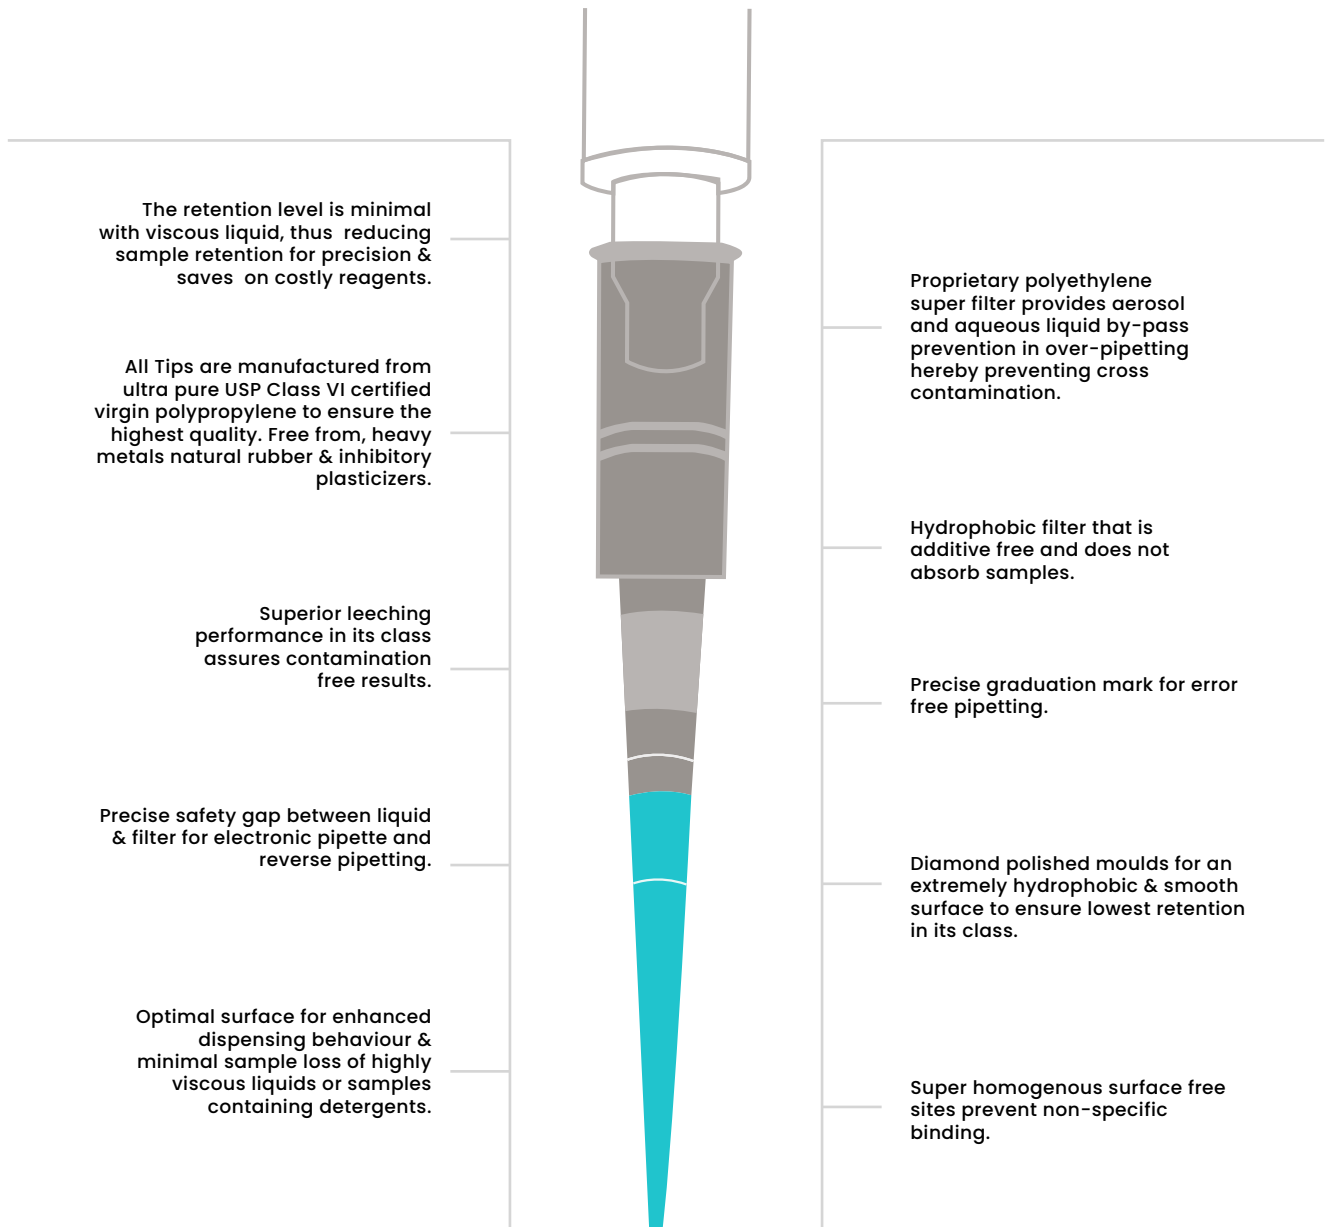 The retention level is minimal
with viscous liquid, thus  reducing
sample retention for precision &
saves  on costly reagents.
All Tips are manufactured from
ultra pure USP Class VI certified
virgin polypropylene to ensure the
highest quality. Free from, heavy
metals natural rubber & inhibitory
plasticizers.
Superior leeching
performance in its class
assures contamination
free results.
Precise safety gap between liquid
& filter for electronic pipette and
reverse pipetting.
Optimal surface for enhanced
dispensing behaviour &
minimal sample loss of highly
viscous liquids or samples
containing detergents.
Proprietary polyethylene
super filter provides aerosol
and aqueous liquid by-pass
prevention in over-pipetting
hereby preventing cross
contamination.
Hydrophobic filter that is
additive free and does not
absorb samples.
Precise graduation mark for error
free pipetting.
Diamond polished moulds for an
extremely hydrophobic & smooth
surface to ensure lowest retention
in its class.
Super homogenous surface free
sites prevent non-specific
binding.